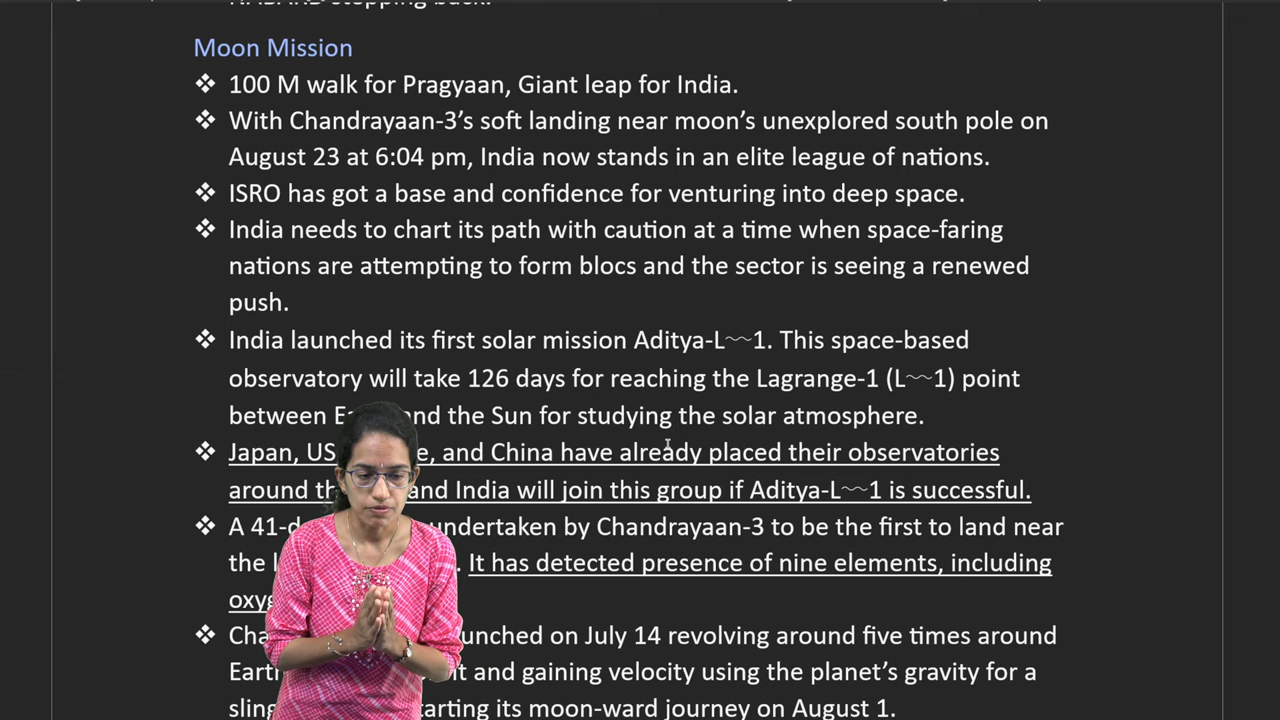 NABARD stepping back.
Moon Mission
❖ 100 M walk for Pragyaan, Giant leap for India.
❖ With Chandrayaan-3’s soft landing near moon’s unexplored south pole on
August 23 at 6:04 pm, India now stands in an elite league of nations.
❖ ISRO has got a base and confidence for venturing into deep space.
❖ India needs to chart its path with caution at a time when space-faring
nations are attempting to form blocs and the sector is seeing a renewed
push.
❖ India launched its first solar mission Aditya-L﹏1. This space-based
observatory will take 126 days for reaching the Lagrange-1 (L﹏1) point
between and the Sun for studying the solar atmosphere.
❖ Japan, US and China have already placed their observatories
around and India will join this group if Aditya-L﹏1 is successful.
❖ A undertaken by Chandrayaan-3 to be the first to land near
the It has detected presence of nine elements, including
❖ on July 14 revolving around five times around
and gaining velocity using the planet’s gravity for a
its moon-ward journey on August 1.